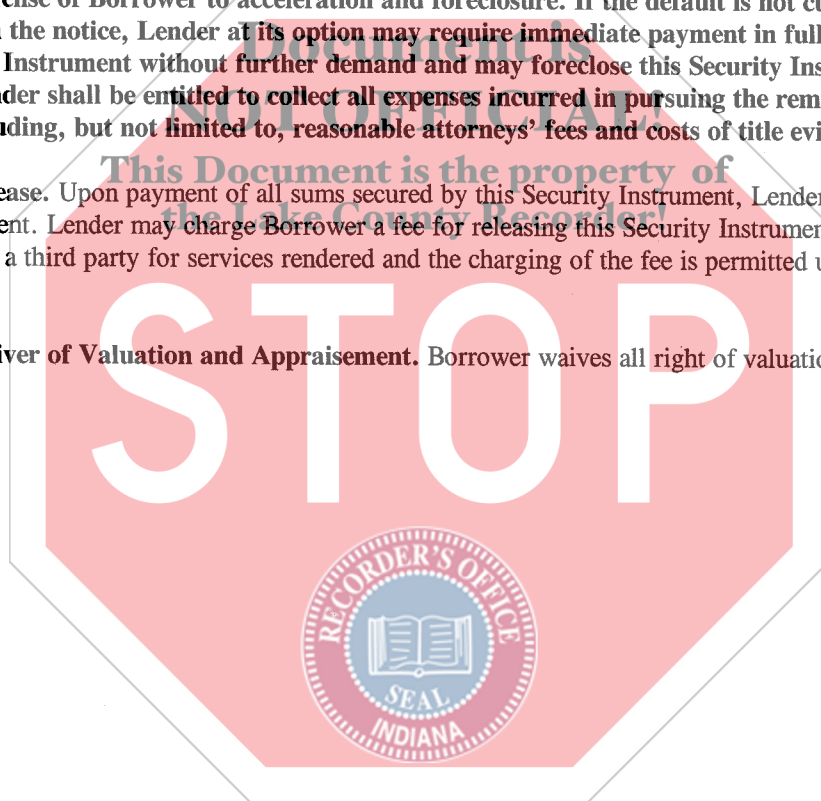 ense of Borrower to acceleration and foreclosure. If the default is not cu
the notice, Lender at its option may require immediate payment in full
Instrument without further demand and may foreclose this Security Ins
der shall be entitled to collect all expenses incurred in pursuing the rem
uding, but not limited to, reasonable attorneys' fees and costs of title evi
Document is
NOT OFFICIAL!
This Document is the property of
the Lake County Recorder!
ease. Upon payment of all sums secured by this Security Instrument, Lender
ent. Lender may charge Borrower a fee for releasing this Security Instrumen
a third party for services rendered and the charging of the fee is permitted u
iver of Valuation and Appraisement. Borrower waives all right of valuatio
STOP
RECORDER'S OFFICE
SEAL
INDIANA